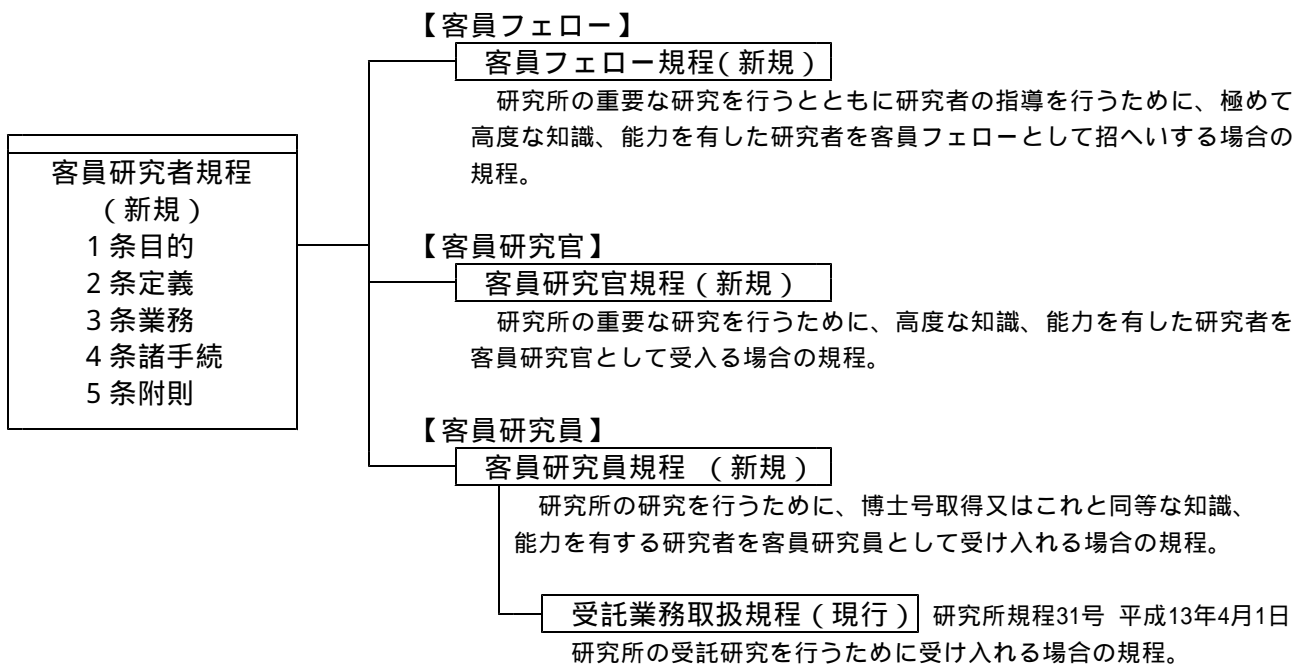 客員研究者規程
(新規)
1条目的
2条定義
3条業務
4条諸手続
5条附則
【客員フェロー】
客員フェロー規程(新規)
研究所の重要な研究を行うとともに研究者の指導を行うために、極めて
高度な知識、能力を有した研究者を客員フェローとして招へいする場合の
規程。
【客員研究官】
客員研究官規程(新規)
研究所の重要な研究を行うために、高度な知識、能力を有した研究者を
客員研究官として受入る場合の規程。
【客員研究員】
客員研究員規程 (新規)
研究所の研究を行うために、博士号取得又はこれと同等な知識、
能力を有する研究者を客員研究員として受け入れる場合の規程。
受託業務取扱規程(現行) 研究所規程31号 平成13年4月1日
研究所の受託研究を行うために受け入れる場合の規程。